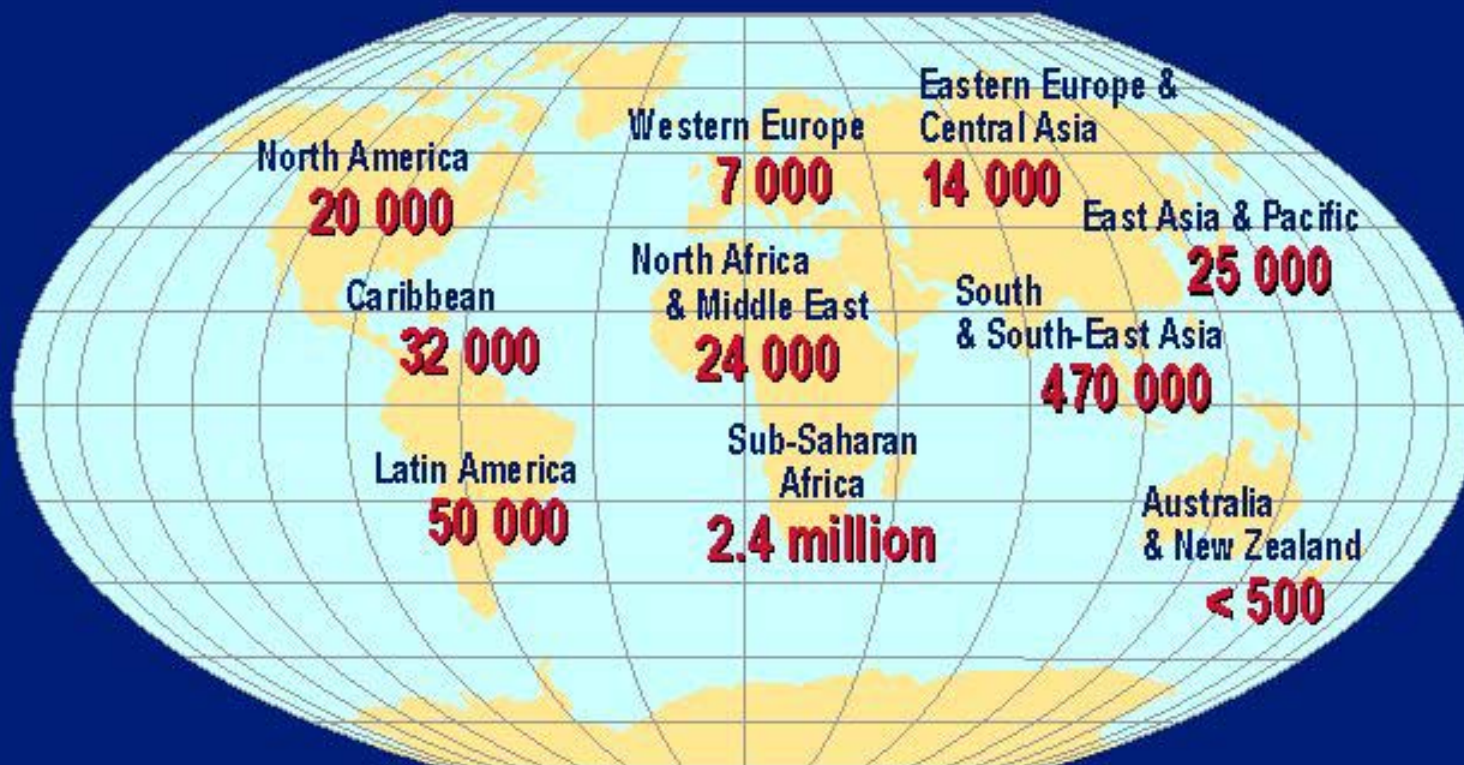 Eastern Europe &
Central Asia
14 000
Western Europe
7 000
North America
20 000
East Asia & Pacific
25 000
North Africa
& Middle East
24 000
Caribbean
32 000
South
& South-East Asia
470 000
Sub-Saharan
Africa
2.4 million
Latin America
50 000
Australia
& New Zealand
< 500